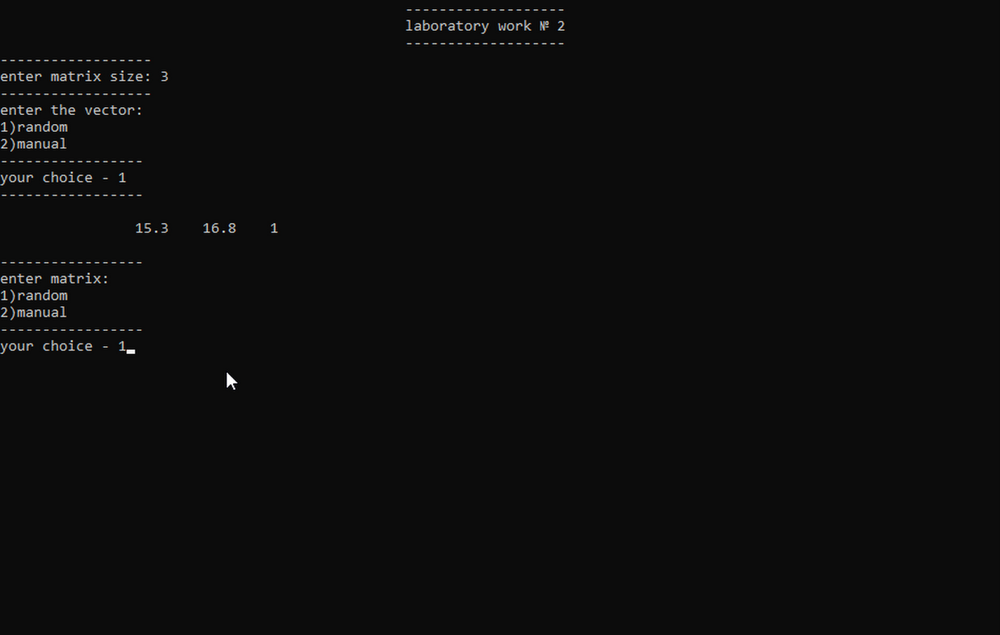 -------------------
laboratory work № 2
-------------------
------------------
enter matrix size: 3
------------------
enter the vector:
1)random
2)manual
-----------------
your choice - 1
-----------------
15.3    16.8    1
-----------------
enter matrix:
1)random
2)manual
-----------------
your choice - 1